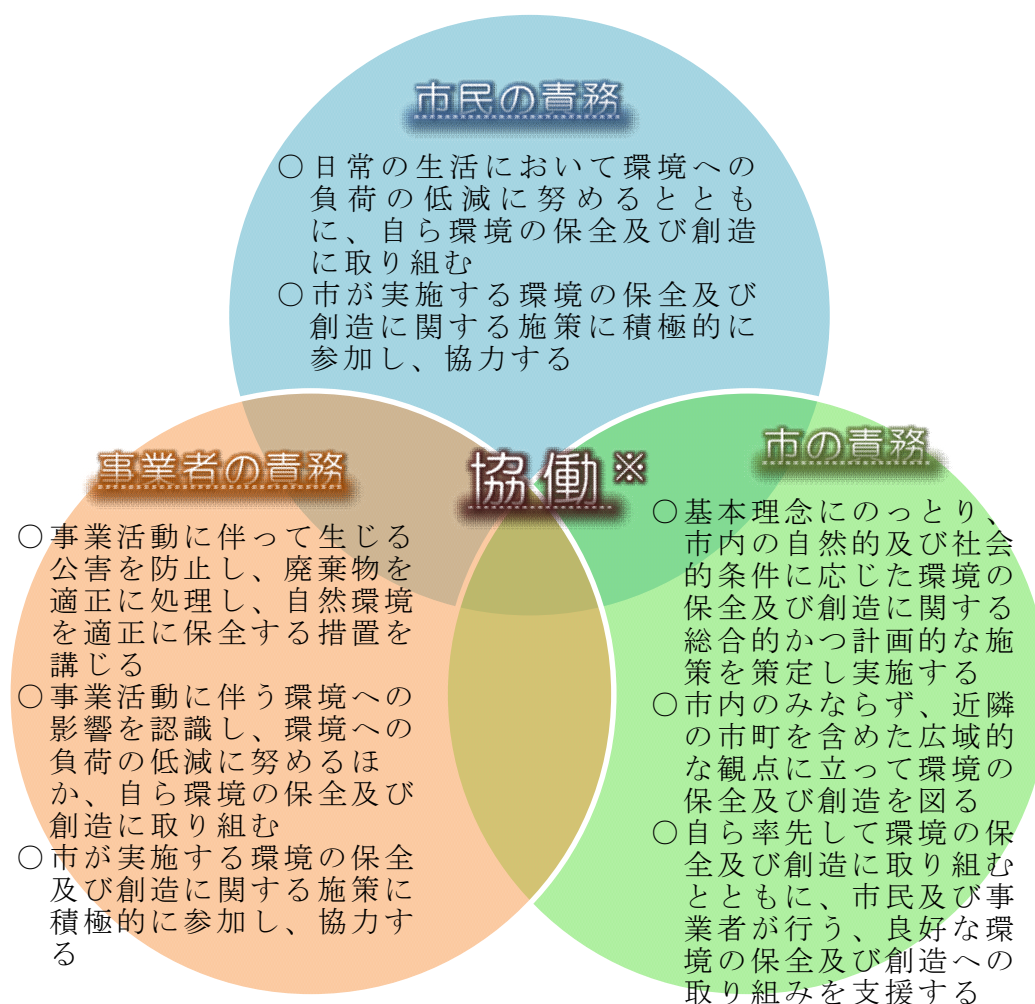 市民の責務
○日常の生活において環境への
負荷の低減に努めるととも
に、自ら環境の保全及び創造
に取り組む
○市が実施する環境の保全及び
創造に関する施策に積極的に
参加し、協力する
事業者の責務
○事業活動に伴って生じる
公害を防止し、廃棄物を
適正に処理し、自然環境
を適正に保全する措置を
講じる
○事業活動に伴う環境への
影響を認識し、環境への
負荷の低減に努めるほ
か、自ら環境の保全及び
創造に取り組む
○市が実施する環境の保全
及び創造に関する施策に
積極的に参加し、協力す
る
協働※
市の責務
○基本理念にのっとり、
市内の自然的及び社会
的条件に応じた環境の
保全及び創造に関する
総合的かつ計画的な施
策を策定し実施する
○市内のみならず、近隣
の市町を含めた広域的
な観点に立って環境の
保全及び創造を図る
○自ら率先して環境の保
全及び創造に取り組む
とともに、市民及び事
業者が行う、良好な環
境の保全及び創造への
取り組みを支援する